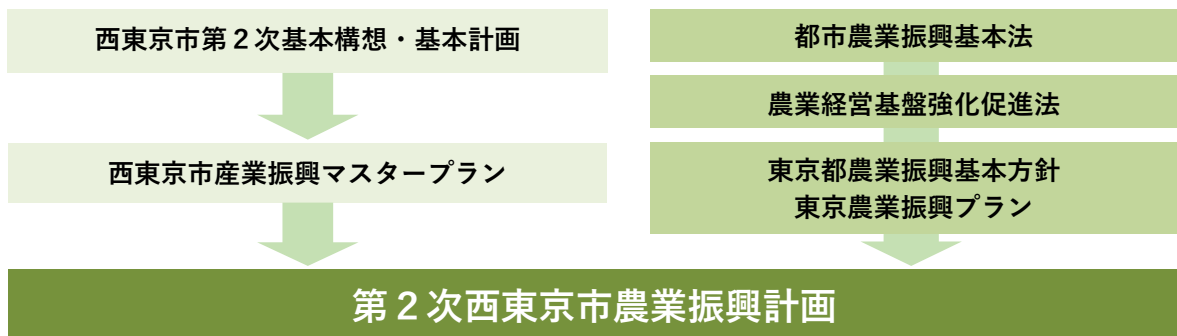 西東京市第２次基本構想・基本計画
西東京市産業振興マスタープラン
都市農業振興基本法
農業経営基盤強化促進法
東京都農業振興基本方針
東京農業振興プラン
第２次西東京市農業振興計画